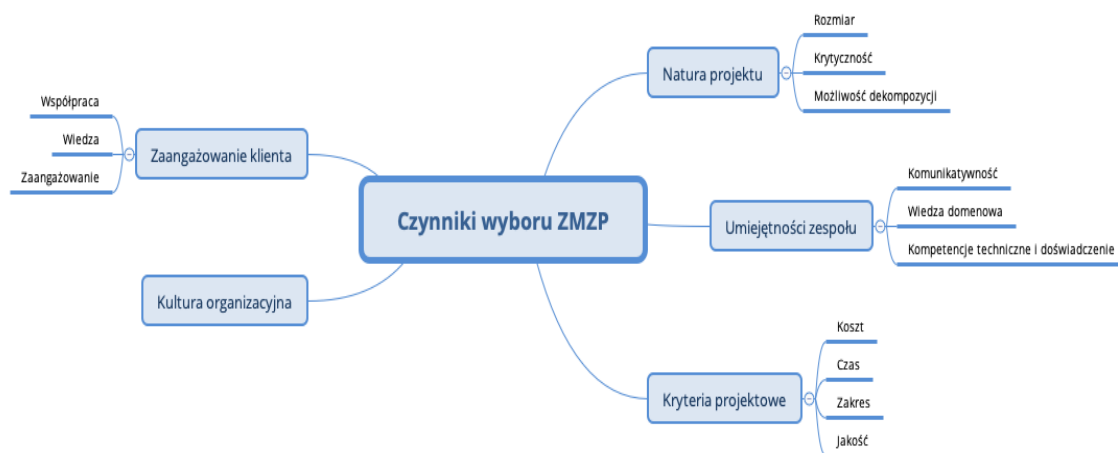 Czynniki wyboru ZMZP
Natura projektu
Rozmiar
Krytyczność
Możliwość dekompozycji
Umiejętności zespołu
Komunikatywność
Wiedza domenowa
Kompetencje techniczne i doświadczenie
Kryteria projektowe
Koszt
Czas
Zakres
Jakość
Zaangażowanie klienta
Współpraca
Wiedza
Zaangażowanie
Kultura organizacyjna